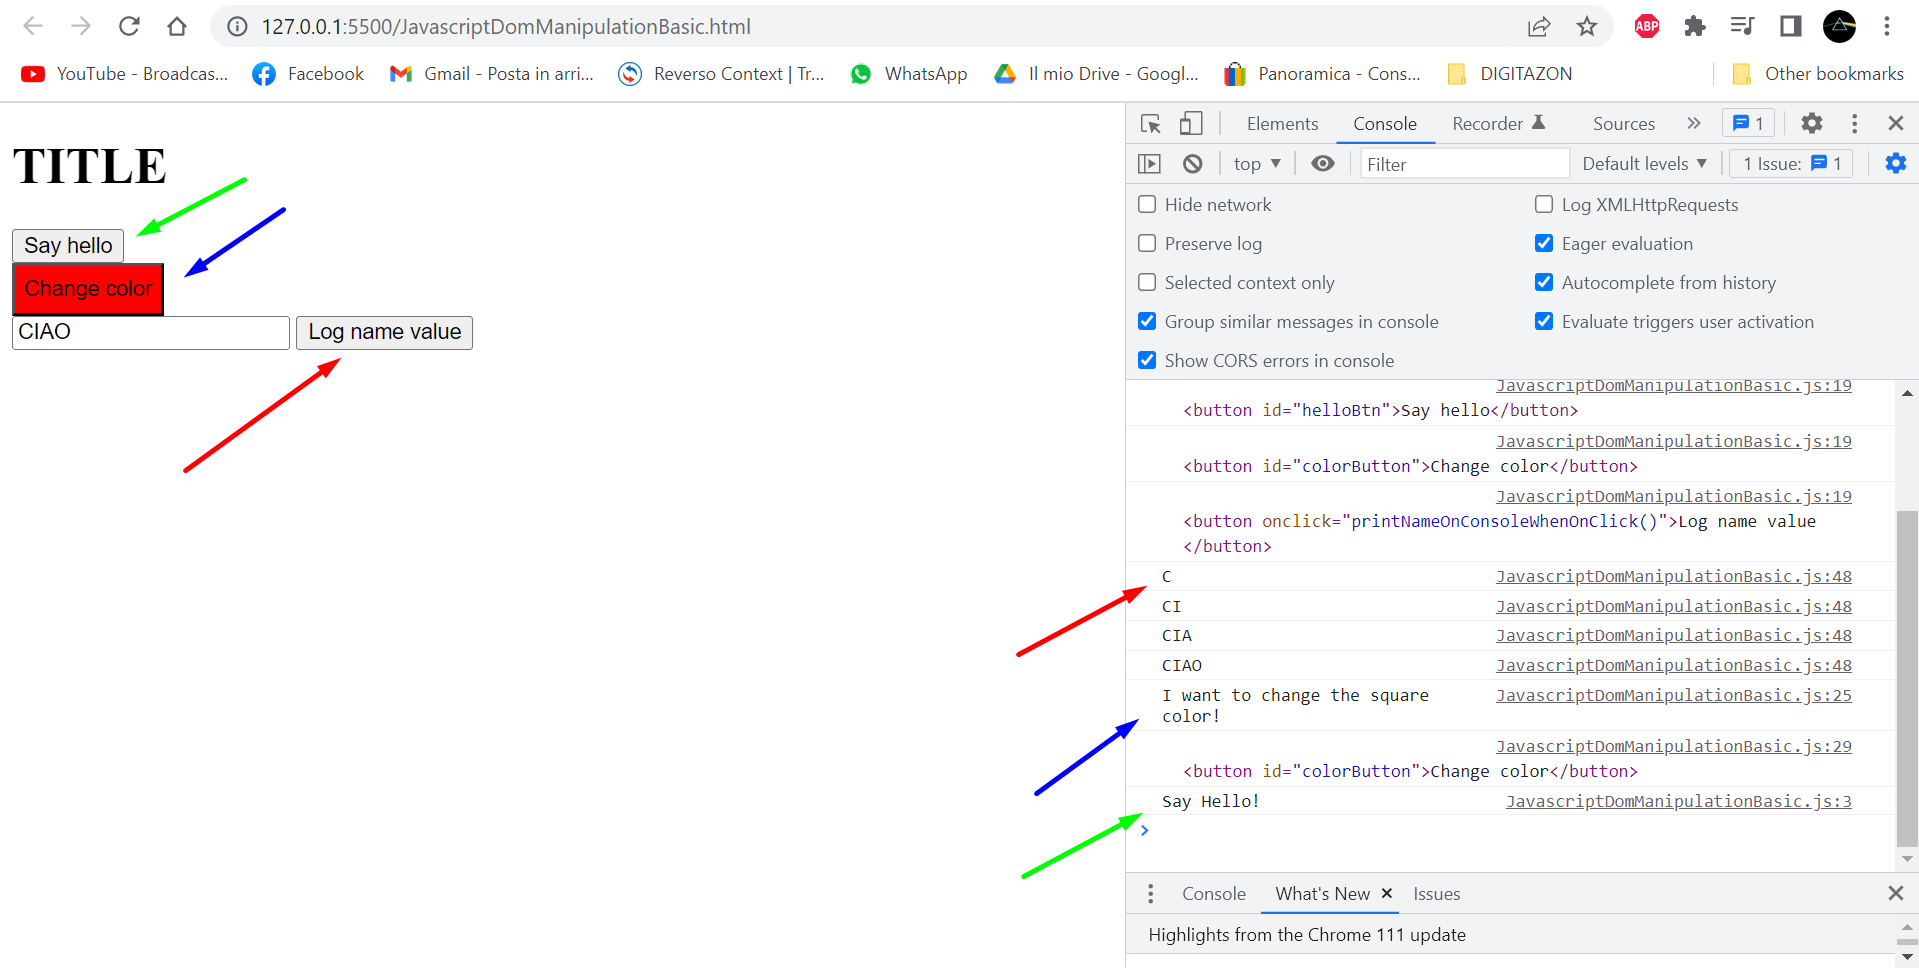 127.0.0.1:5500/JavascriptDomManipulationBasic.html
ABP
YouTube - Broadcas... Facebook Gmail - Posta in arri... Reverso Context | Tr... WhatsApp Il mio Drive - Googl... Panoramica - Cons... DIGITAZON Other bookmarks
TITLE
Say hello
Change color
CIAO Log name value
Elements Console Recorder Sources » 1
top Filter Default levels 1 Issue: 1
Hide network Log XMLHttpRequests
Preserve log Eager evaluation
Selected context only Autocomplete from history
Group similar messages in console Evaluate triggers user activation
Show CORS errors in console
JavascriptDomManipulationBasic.js:19
<button id="helloBtn">Say hello</button>
JavascriptDomManipulationBasic.js:19
<button id="colorButton">Change color</button>
JavascriptDomManipulationBasic.js:19
<button onclick="printNameOnConsoleWhenOnClick()">Log name value
</button>
C JavascriptDomManipulationBasic.js:48
CI JavascriptDomManipulationBasic.js:48
CIA JavascriptDomManipulationBasic.js:48
CIAO JavascriptDomManipulationBasic.js:48
I want to change the square JavascriptDomManipulationBasic.js:25
color!
JavascriptDomManipulationBasic.js:29
<button id="colorButton">Change color</button>
Say Hello! JavascriptDomManipulationBasic.js:3
Console What's New Issues
Highlights from the Chrome 111 update